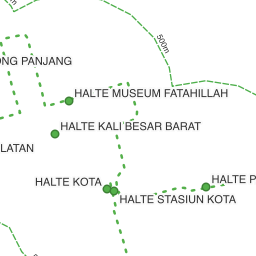 500m
ONG PANJANG
HALTE MUSEUM FATAHILLAH
HALTE KALI BESAR BARAT
LATAN
HALTE KOTA
HALTE P
HALTE STASIUN KOTA